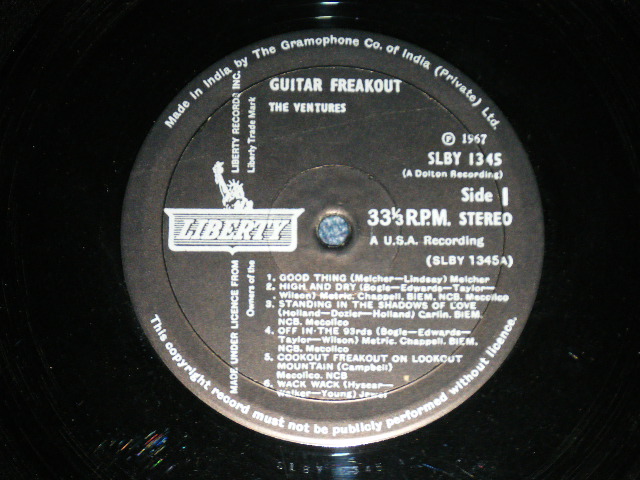 Made in India by The Gramophone Co. of India (Private) Ltd.
GUITAR FREAKOUT
THE VENTURES
LIBERTY RECORDS INC.
Liberty Trade Mark
MADE UNDER LICENCE FROM
Owners of the
LIBERTY
℗ 1967
SLBY 1345
(A Dolton Recording)
Side 1
33⅓ R.P.M. STEREO
A U.S.A. Recording
(SLBY 1345A)
1. GOOD THING (Melcher—Lindsay) Melcher
2. HIGH AND DRY (Bogle—Edwards—Taylor—
Wilson) Metric. Chappell. BIEM. NCB. Mecolico
3. STANDING IN THE SHADOWS OF LOVE
(Holland—Dozier—Holland) Carlin. BIEM.
NCB. Mecolico
4. OFF IN THE 93rds (Bogle—Edwards—
Taylor—Wilson) Metric. Chappell. BIEM.
NCB. Mecolico
5. COOKOUT FREAKOUT ON LOOKOUT
MOUNTAIN (Campbell)
Mecolico. NCB
6. WACK WACK (Hysear—
Walker—Young) Jewel
This copyright record must not be publicly performed without licence.